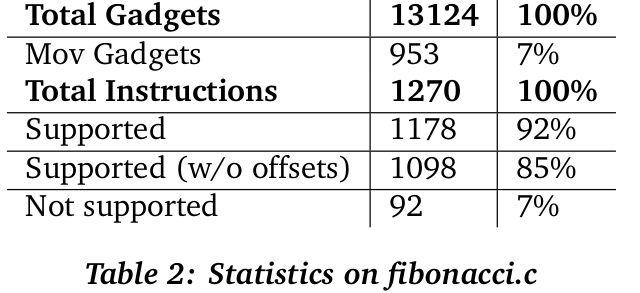 Total Gadgets 13124 100%
Mov Gadgets 953 7%
Total Instructions 1270 100%
Supported 1178 92%
Supported (w/o offsets) 1098 85%
Not supported 92 7%
Table 2: Statistics on fibonacci.c